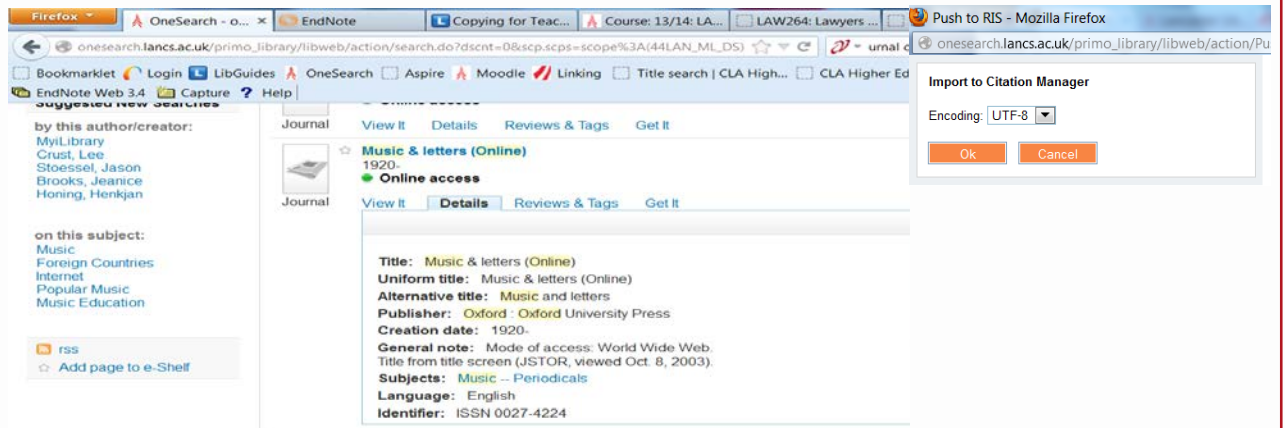 Firefox
OneSearch - o... ×
EndNote
Copying for Teac...
Course: 13/14: LA...
LAW264: Lawyers ...
onesearch.lancs.ac.uk/primo_library/libweb/action/search.do?dscnt=0&scp.scps=scope%3A(44LAN_ML_DS)
urnal c
Bookmarklet Login LibGuides OneSearch Aspire Moodle Linking Title search | CLA High... CLA Higher Ed
EndNote Web 3.4 Capture Help
Suggested New Searches
by this author/creator:
MyiLibrary
Crust, Lee
Stoessel, Jason
Brooks, Jeanice
Honing, Henkjan
on this subject:
Music
Foreign Countries
Internet
Popular Music
Music Education
rss
Add page to e-Shelf
Online access
Journal View It Details Reviews & Tags Get It
Music & letters (Online)
1920-
Online access
Journal View It Details Reviews & Tags Get It
Title: Music & letters (Online)
Uniform title: Music & letters (Online)
Alternative title: Music and letters
Publisher: Oxford : Oxford University Press
Creation date: 1920-
General note: Mode of access: World Wide Web.
Title from title screen (JSTOR, viewed Oct. 8, 2003).
Subjects: Music -- Periodicals
Language: English
Identifier: ISSN 0027-4224
Push to RIS - Mozilla Firefox
onesearch.lancs.ac.uk/primo_library/libweb/action/Pu
Import to Citation Manager
Encoding: UTF-8
Ok Cancel